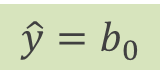 ŷ = b₀